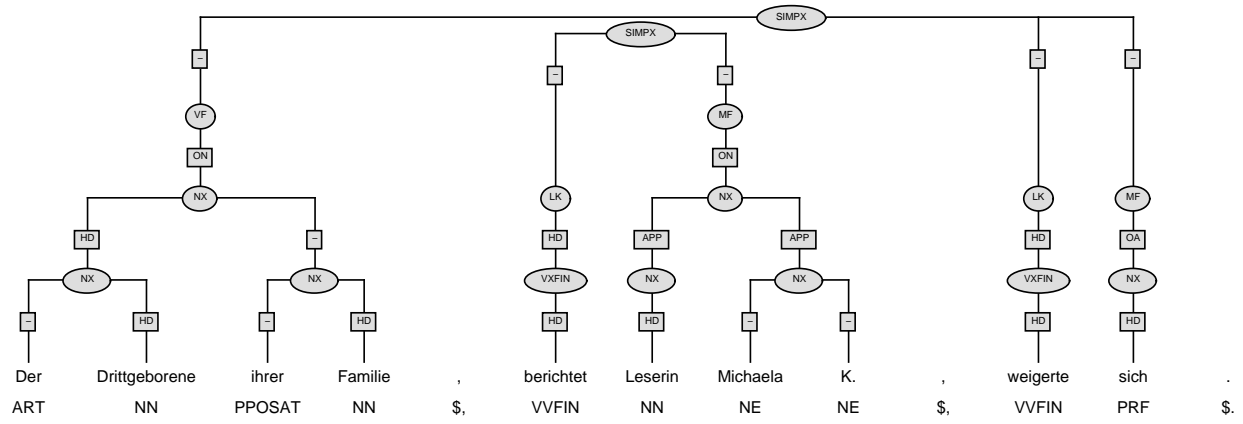 SIMPX
SIMPX
– – – – –
VF MF
ON ON
NX LK NX LK MF
HD – HD APP APP HD OA
NX NX VXFIN NX NX VXFIN NX
– HD – HD HD HD – – HD HD
Der Drittgeborene ihrer Familie , berichtet Leserin Michaela K. , weigerte sich .
ART NN PPOSAT NN $, VVFIN NN NE NE $, VVFIN PRF $.